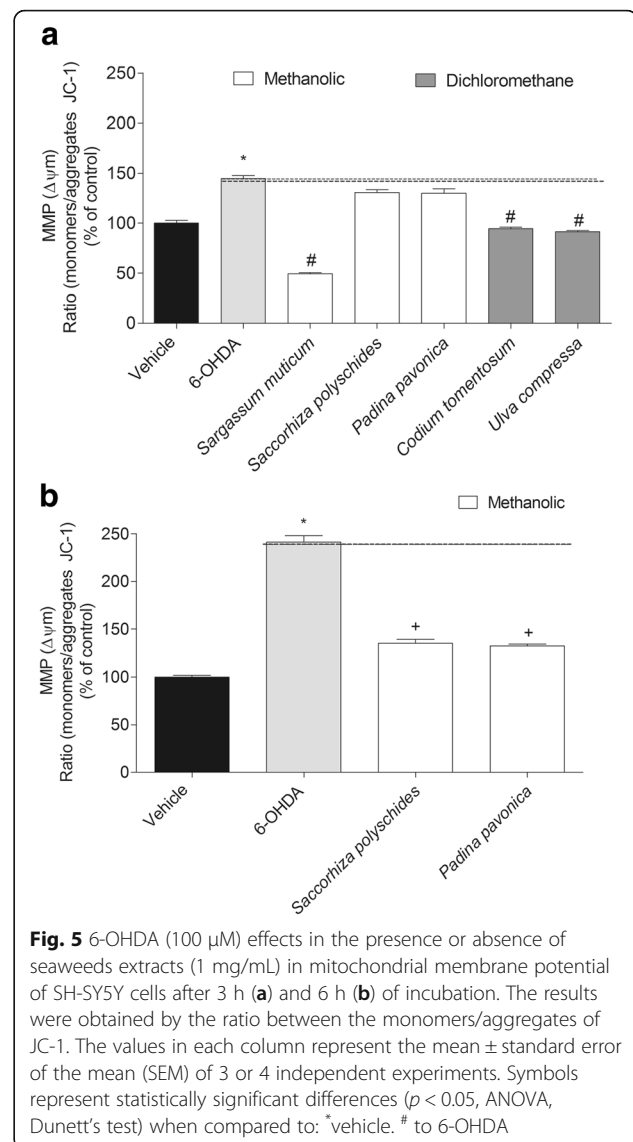 a
Methanolic
Dichloromethane
MMP (Δψm)
Ratio (monomers/aggregates JC-1)
(% of control)
250
200
150
100
50
0
*
#
#
#
Vehicle
6-OHDA
Sargassum muticum
Saccorhiza polyschides
Padina pavonica
Codium tomentosum
Ulva compressa
b
Methanolic
MMP (Δψm)
Ratio (monomers/aggregates JC-1)
(% of control)
250
200
150
100
50
0
*
+
+
Vehicle
6-OHDA
Saccorhiza polyschides
Padina pavonica
Fig. 5 6-OHDA (100 μM) effects in the presence or absence of
seaweeds extracts (1 mg/mL) in mitochondrial membrane potential
of SH-SY5Y cells after 3 h (a) and 6 h (b) of incubation. The results
were obtained by the ratio between the monomers/aggregates of
JC-1. The values in each column represent the mean ± standard error
of the mean (SEM) of 3 or 4 independent experiments. Symbols
represent statistically significant differences (p < 0.05, ANOVA,
Dunett's test) when compared to: *vehicle. # to 6-OHDA